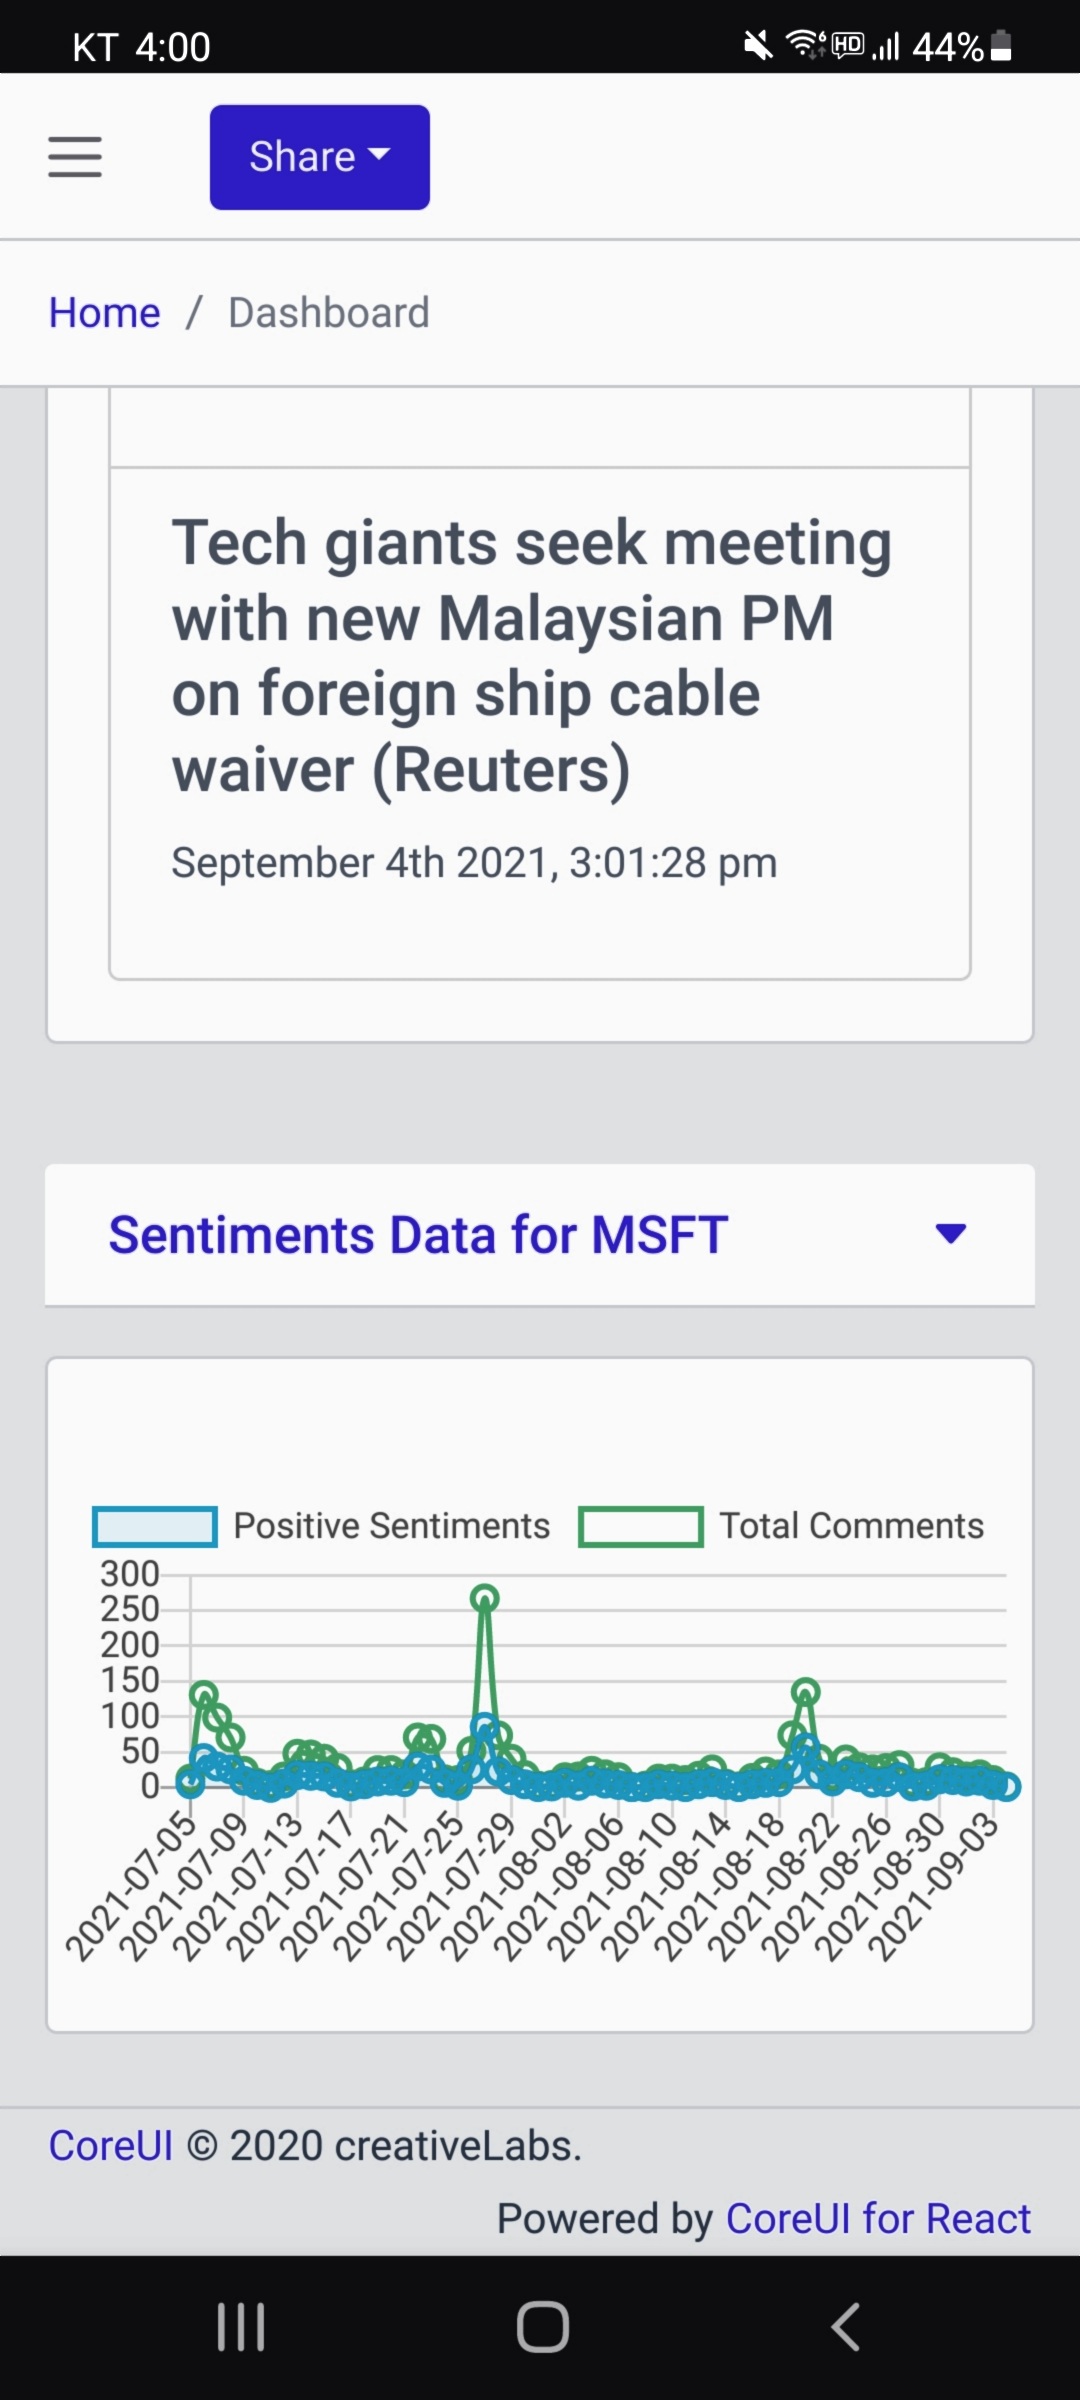 KT 4:00 HD 44%
Share
Home / Dashboard
Tech giants seek meeting
with new Malaysian PM
on foreign ship cable
waiver (Reuters)
September 4th 2021, 3:01:28 pm
Sentiments Data for MSFT
Positive Sentiments Total Comments
300
250
200
150
100
50
0
2021-07-05
2021-07-09
2021-07-13
2021-07-17
2021-07-21
2021-07-25
2021-07-29
2021-08-02
2021-08-06
2021-08-10
2021-08-14
2021-08-18
2021-08-22
2021-08-26
2021-08-30
2021-09-03
CoreUI © 2020 creativeLabs.
Powered by CoreUI for React